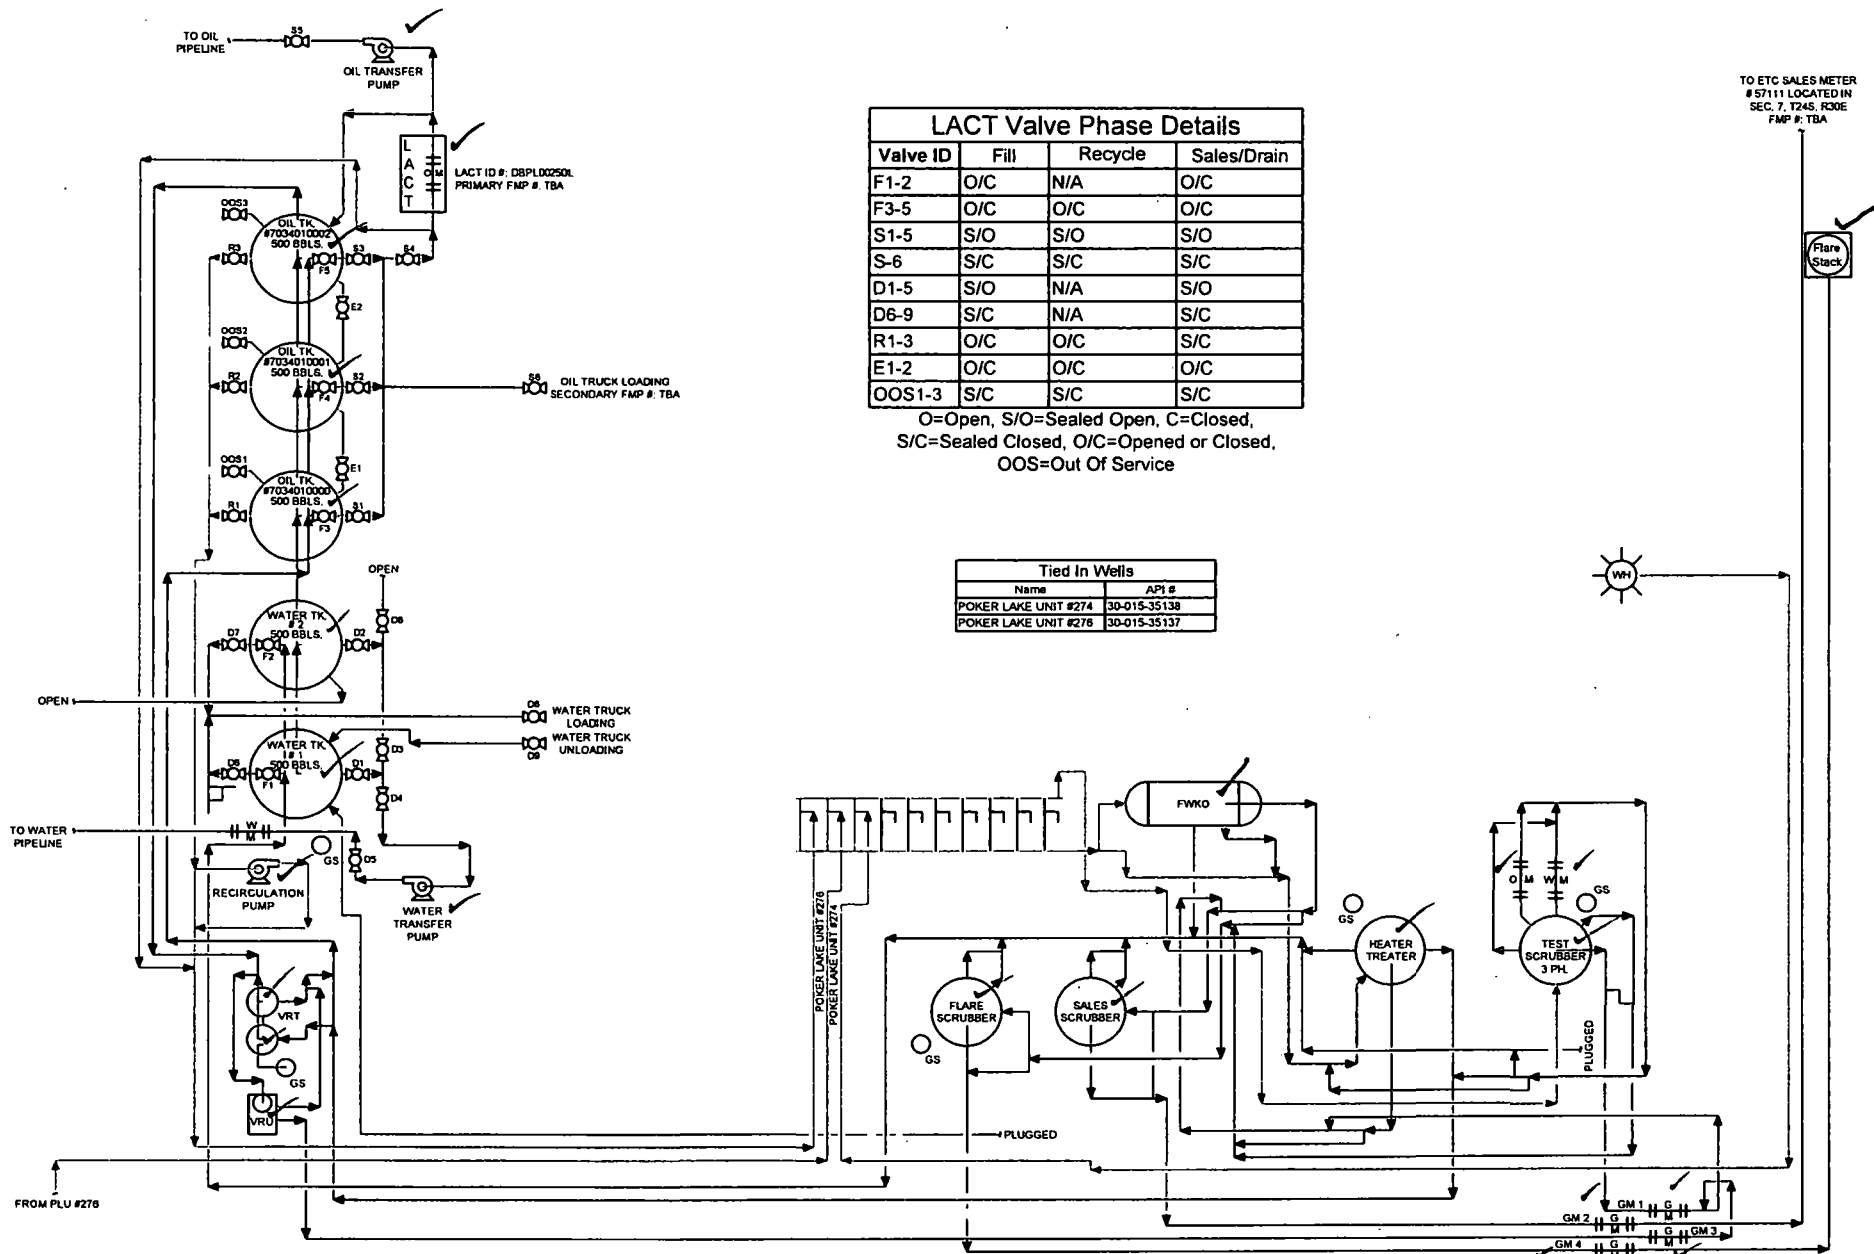 TO OIL
PIPELINE
S5
OIL TRANSFER
PUMP
L
A
C
T
O M
LACT ID #: DBPL00250L
PRIMARY FMP #: TBA
OOS3
OIL TK.
#7034010002
500 BBLS.
R3
F5
S3
S4
E2
OOS2
OIL TK.
#7034010001
500 BBLS.
R2
F4
S2
S6
OIL TRUCK LOADING
SECONDARY FMP #: TBA
E1
OOS1
OIL TK.
#7034010000
500 BBLS.
R1
F3
S1
LACT Valve Phase Details
Valve ID Fill Recycle Sales/Drain
F1-2 O/C N/A O/C
F3-5 O/C O/C O/C
S1-5 S/O S/O S/O
S-6 S/C S/C S/C
D1-5 S/O N/A S/O
D6-9 S/C N/A S/C
R1-3 O/C O/C S/C
E1-2 O/C O/C O/C
OOS1-3 S/C S/C S/C
O=Open, S/O=Sealed Open, C=Closed,
S/C=Sealed Closed, O/C=Opened or Closed,
OOS=Out Of Service
TO ETC SALES METER
# 57111 LOCATED IN
SEC. 7, T24S, R30E
FMP #: TBA
Flare
Stack
Tied In Wells
Name API #
POKER LAKE UNIT #274 30-015-35138
POKER LAKE UNIT #276 30-015-35137
WH
OPEN
WATER TK.
# 2
500 BBLS.
D7
F2
D2
OPEN
WATER TRUCK
LOADING
WATER TRUCK
UNLOADING
D9
WATER TK.
# 1
500 BBLS.
F1
D1
D3
D4
TO WATER
PIPELINE
W
M
GS
D5
RECIRCULATION
PUMP
WATER
TRANSFER
PUMP
VRT
GS
VRU
FROM PLU #276
POKER LAKE UNIT #276
POKER LAKE UNIT #274
PLUGGED
FWKO
FLARE
SCRUBBER
GS
SALES
SCRUBBER
GS
HEATER
TREATER
O M
W M
GS
TEST
SCRUBBER
3 PH.
PLUGGED
GM 1
G
M
GM 2
G
M
GM 3
GM 4
G